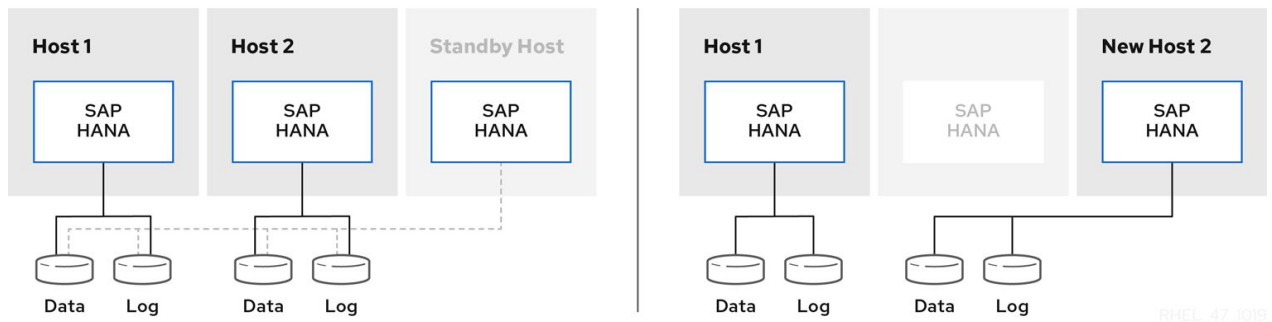 Host 1
Host 2
Standby Host
Host 1
New Host 2
SAP
HANA
SAP
HANA
SAP
HANA
SAP
HANA
SAP
HANA
SAP
HANA
Data
Log
Data
Log
Data
Log
Data
Log
RHEL_47_1019